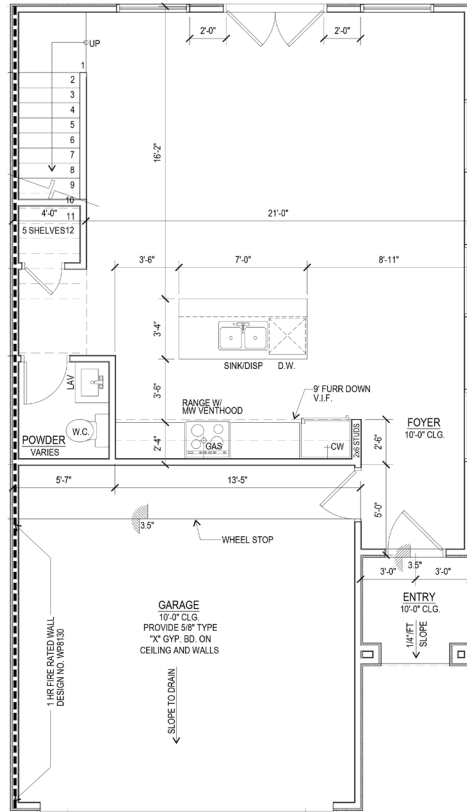 2'-0"
2'-0"
UP
1
2
3
4
5
6
7
8
9
10
11
12
16'-2"
4'-0"
21'-0"
5 SHELVES
3'-6"
7'-0"
8'-11"
3'-4"
SINK/DISP
D.W.
LAV
3'-6"
9' FURR DOWN
V.I.F.
RANGE W/
MW VENTHOOD
W.C.
FOYER
10'-0" CLG.
POWDER
VARIES
2'-4"
GAS
CW
2x6 STUDS
2'-6"
5'-7"
13'-5"
5'-0"
3.5"
WHEEL STOP
3.5"
3'-0"
3'-0"
ENTRY
10'-0" CLG.
GARAGE
10'-0" CLG.
PROVIDE 5/8" TYPE
"X" GYP. BD. ON
CEILING AND WALLS
1/4"/FT
SLOPE
1 HR FIRE RATED WALL
DESIGN NO. WP8130
SLOPE TO DRAIN